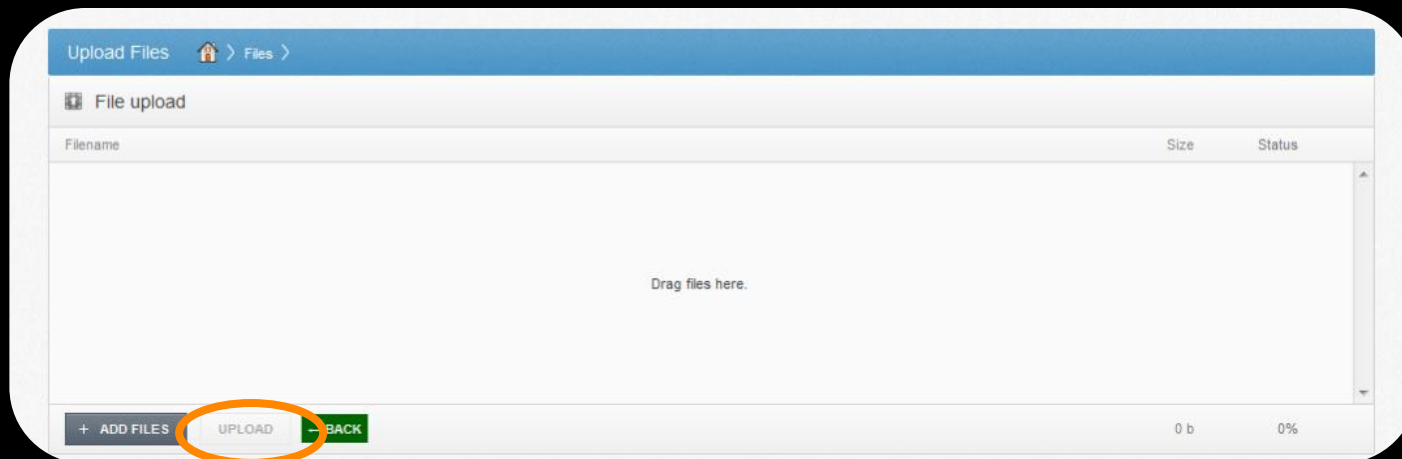 Upload Files 〉 Files 〉
File upload
Filename Size Status
Drag files here.
+ ADD FILES UPLOAD ← BACK 0 b 0%